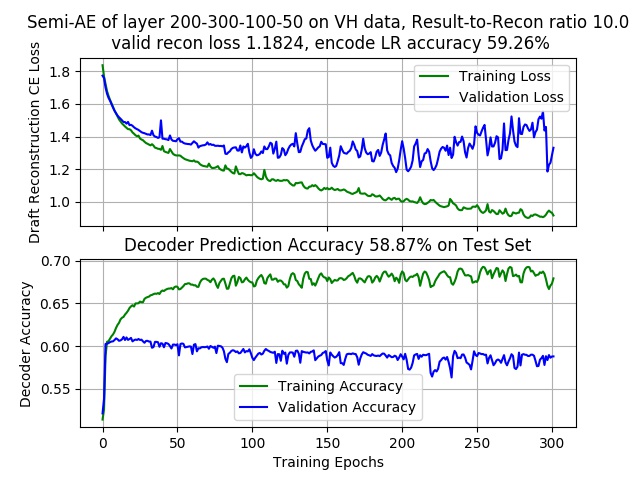 Semi-AE of layer 200-300-100-50 on VH data, Result-to-Recon ratio 10.0
valid recon loss 1.1824, encode LR accuracy 59.26%
Draft Reconstruction CE Loss
1.8
1.6
1.4
1.2
1.0
Training Loss
Validation Loss
Decoder Prediction Accuracy 58.87% on Test Set
Decoder Accuracy
0.70
0.65
0.60
0.55
Training Accuracy
Validation Accuracy
0 50 100 150 200 250 300
Training Epochs